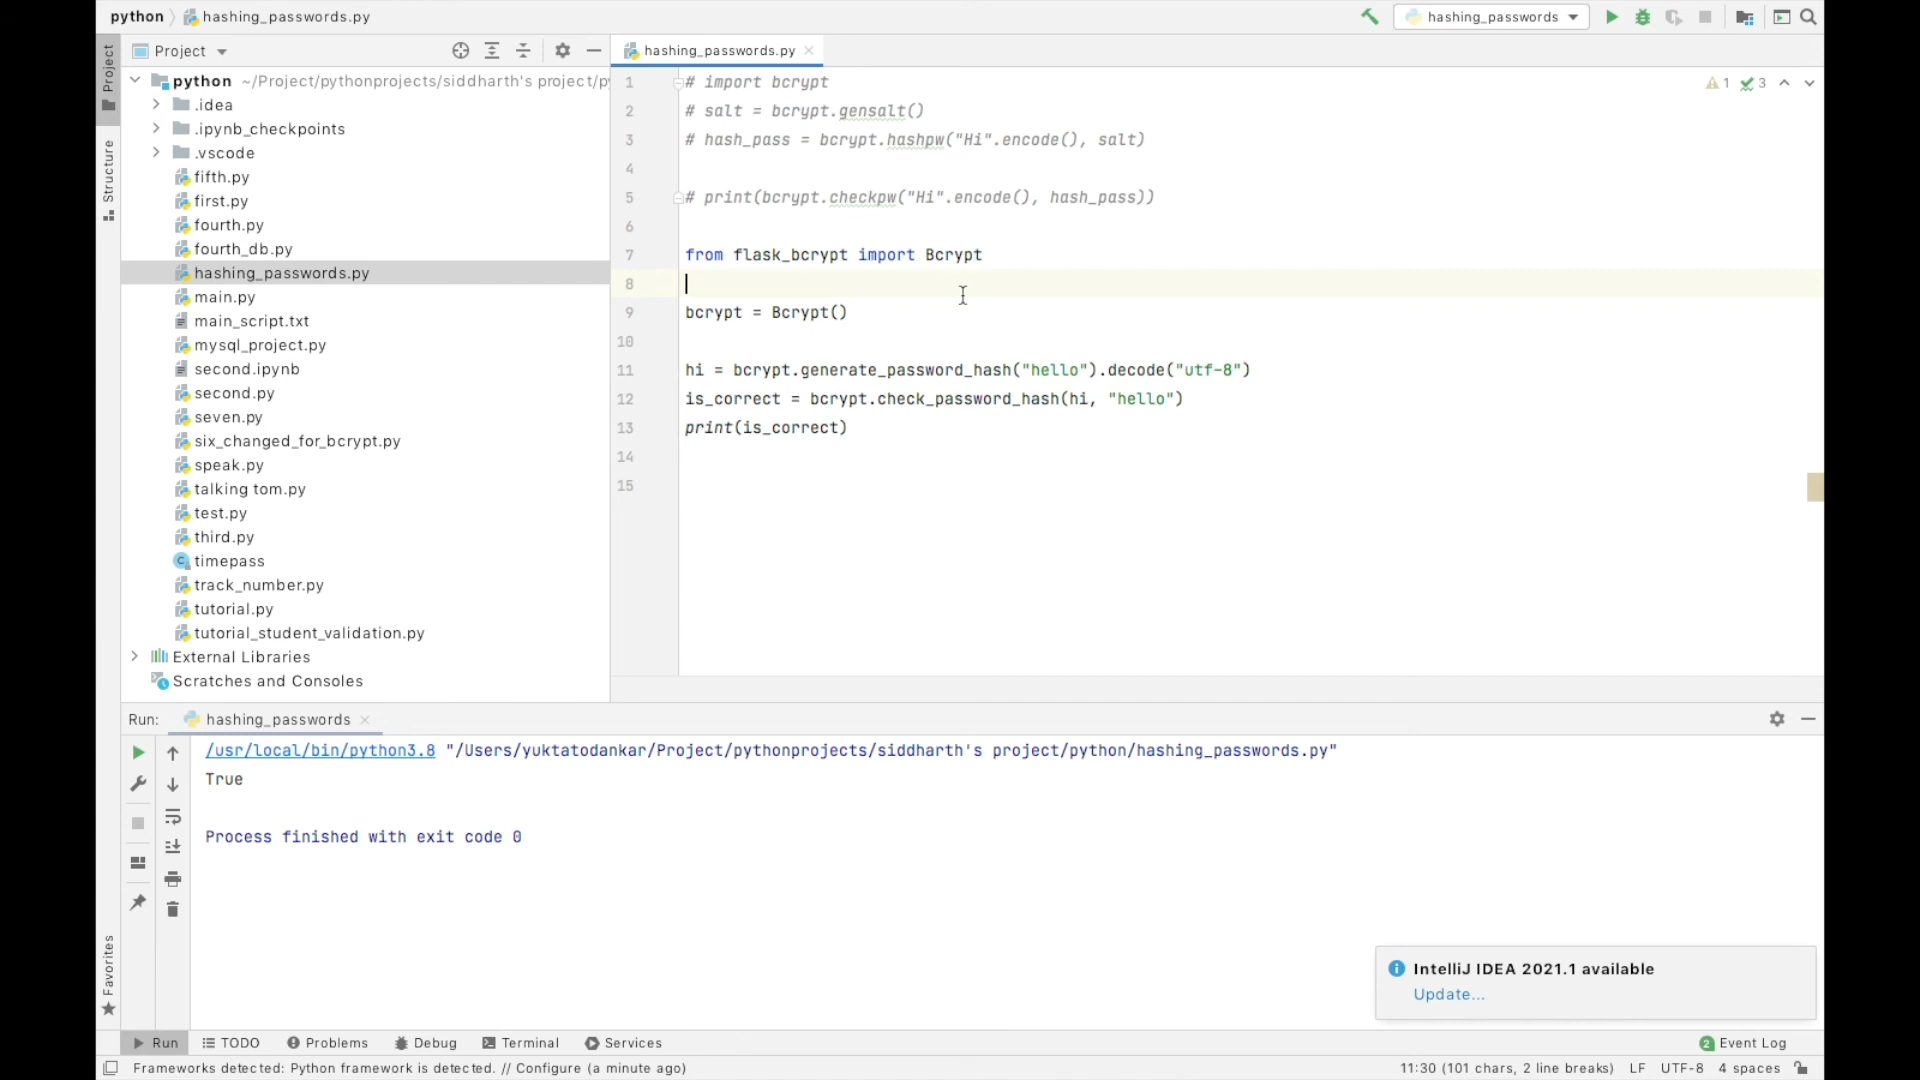 python hashing_passwords.py
hashing_passwords
Project
hashing_passwords.py
Project
Structure
Favorites
python ~/Project/pythonprojects/siddharth's project/py
.idea
.ipynb_checkpoints
.vscode
fifth.py
first.py
fourth.py
fourth_db.py
hashing_passwords.py
main.py
main_script.txt
mysql_project.py
second.ipynb
second.py
seven.py
six_changed_for_bcrypt.py
speak.py
talking tom.py
test.py
third.py
timepass
track_number.py
tutorial.py
tutorial_student_validation.py
External Libraries
Scratches and Consoles
1 # import bcrypt
2 # salt = bcrypt.gensalt()
3 # hash_pass = bcrypt.hashpw("Hi".encode(), salt)
4
5 # print(bcrypt.checkpw("Hi".encode(), hash_pass))
6
7 from flask_bcrypt import Bcrypt
8
9 bcrypt = Bcrypt()
10
11 hi = bcrypt.generate_password_hash("hello").decode("utf-8")
12 is_correct = bcrypt.check_password_hash(hi, "hello")
13 print(is_correct)
14
15
1 3
Run: hashing_passwords
/usr/local/bin/python3.8 "/Users/yuktatodankar/Project/pythonprojects/siddharth's project/python/hashing_passwords.py"
True
Process finished with exit code 0
IntelliJ IDEA 2021.1 available
Update...
Run TODO Problems Debug Terminal Services 2 Event Log
Frameworks detected: Python framework is detected. // Configure (a minute ago) 11:30 (101 chars, 2 line breaks) LF UTF-8 4 spaces